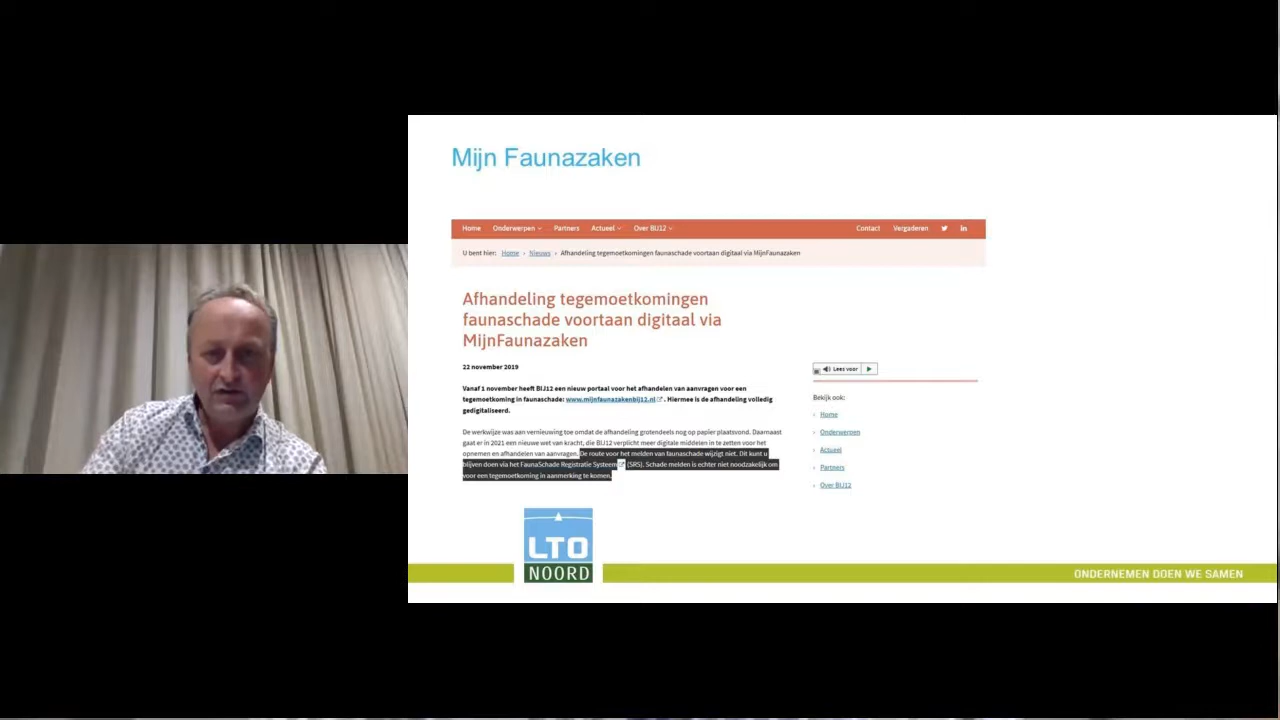 Mijn Faunazaken
Home Onderwerpen Partners Actueel Over BIJ12 Contact Vergaderen
U bent hier: Home › Nieuws › Afhandeling tegemoetkomingen faunaschade voortaan digitaal via MijnFaunazaken
Afhandeling tegemoetkomingen
faunaschade voortaan digitaal via
MijnFaunazaken
22 november 2019
Vanaf 1 november heeft BIJ12 een nieuw portaal voor het afhandelen van aanvragen voor een
tegemoetkoming in faunaschade: www.mijnfaunazakenbij12.nl . Hiermee is de afhandeling volledig
gedigitaliseerd.
De werkwijze was aan vernieuwing toe omdat de afhandeling grotendeels nog op papier plaatsvond. Daarnaast
gaat er in 2021 een nieuwe wet van kracht, die BIJ12 verplicht meer digitale middelen in te zetten voor het
opnemen en afhandelen van aanvragen. De route voor het melden van faunaschade wijzigt niet. Dit kunt u
blijven doen via het FaunaSchade Registratie Systeem (SRS). Schade melden is echter niet noodzakelijk om
voor een tegemoetkoming in aanmerking te komen.
Lees voor
Bekijk ook:
› Home
› Onderwerpen
› Actueel
› Partners
› Over BIJ12
LTO
NOORD
ONDERNEMEN DOEN WE SAMEN